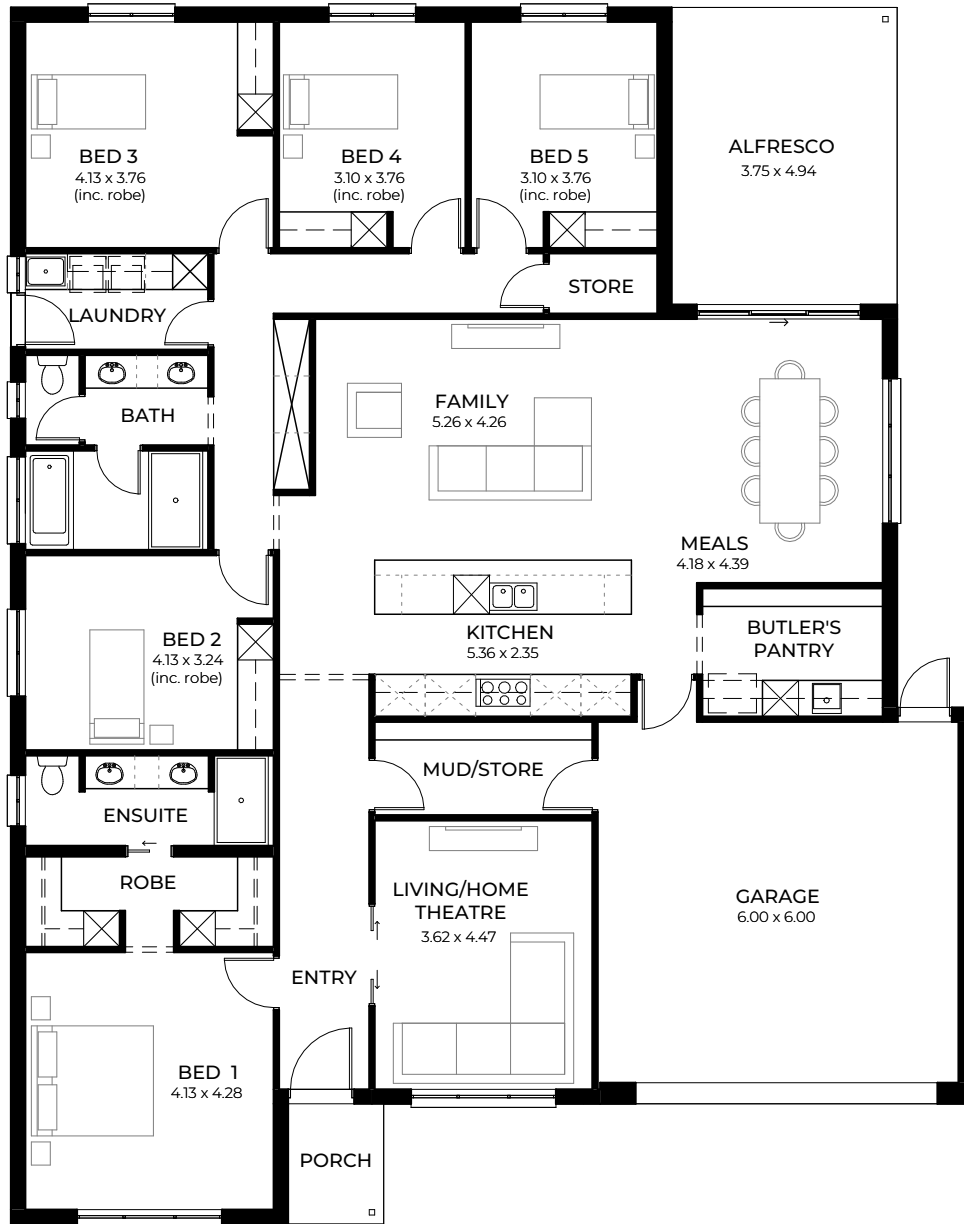 BED 3
4.13 x 3.76
(inc. robe)
BED 4
3.10 x 3.76
(inc. robe)
BED 5
3.10 x 3.76
(inc. robe)
ALFRESCO
3.75 x 4.94
STORE
LAUNDRY
BATH
FAMILY
5.26 x 4.26
MEALS
4.18 x 4.39
BED 2
4.13 x 3.24
(inc. robe)
KITCHEN
5.36 x 2.35
BUTLER'S
PANTRY
MUD/STORE
ENSUITE
ROBE
LIVING/HOME
THEATRE
3.62 x 4.47
GARAGE
6.00 x 6.00
ENTRY
BED 1
4.13 x 4.28
PORCH